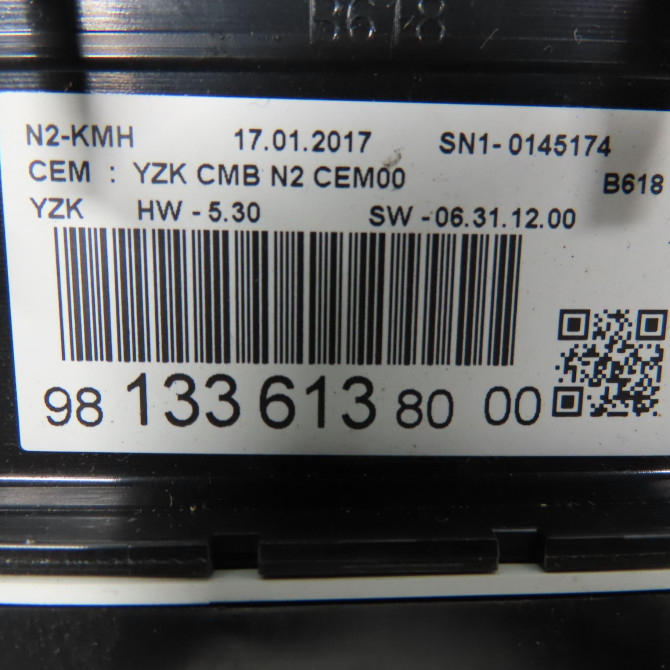 B618
N2-KMH 17.01.2017 SN1- 0145174
CEM : YZK CMB N2 CEM00 B618
YZK HW - 5.30 SW - 06.31.12.00
98 133 613 80 00